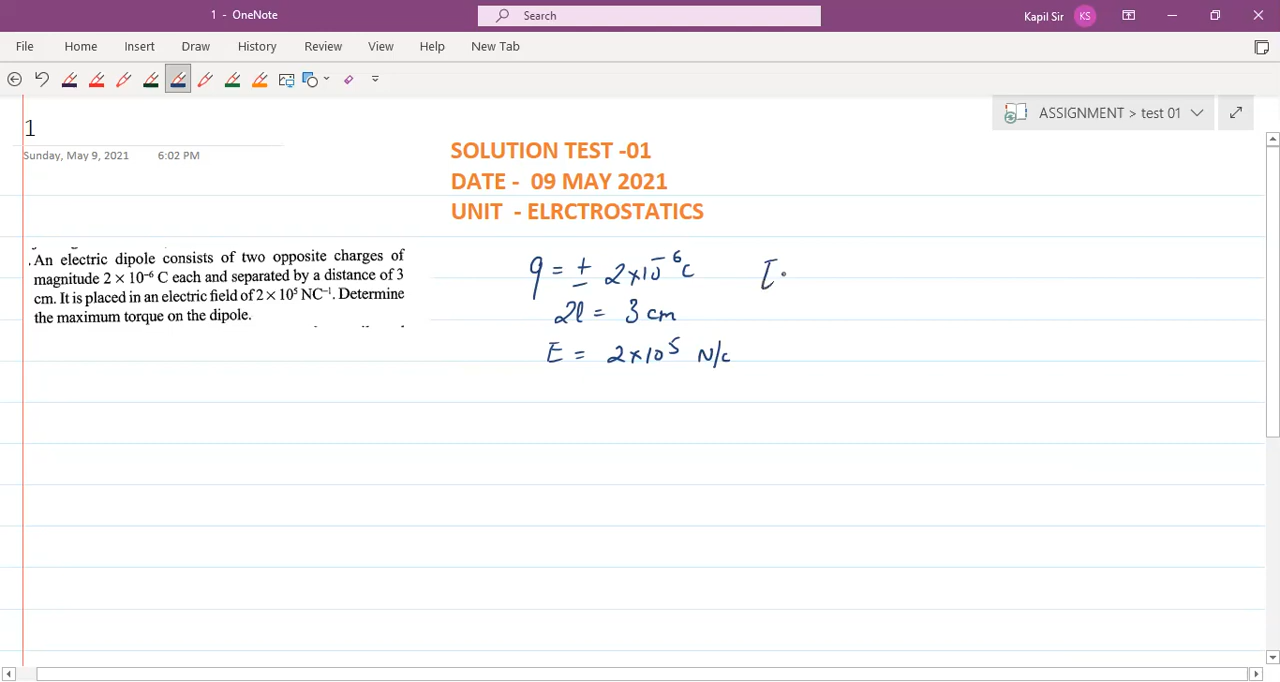 1 - OneNote
Search
Kapil Sir KS
File Home Insert Draw History Review View Help New Tab
ASSIGNMENT > test 01
1
Sunday, May 9, 2021 6:02 PM
SOLUTION TEST -01
DATE - 09 MAY 2021
UNIT - ELRCTROSTATICS
. An electric dipole consists of two opposite charges of
magnitude 2 × 10⁻⁶ C each and separated by a distance of 3
cm. It is placed in an electric field of 2 × 10⁵ NC⁻¹. Determine
the maximum torque on the dipole.
q = ± 2×10⁻⁶ C
2l = 3 cm
E = 2×10⁵ N/C